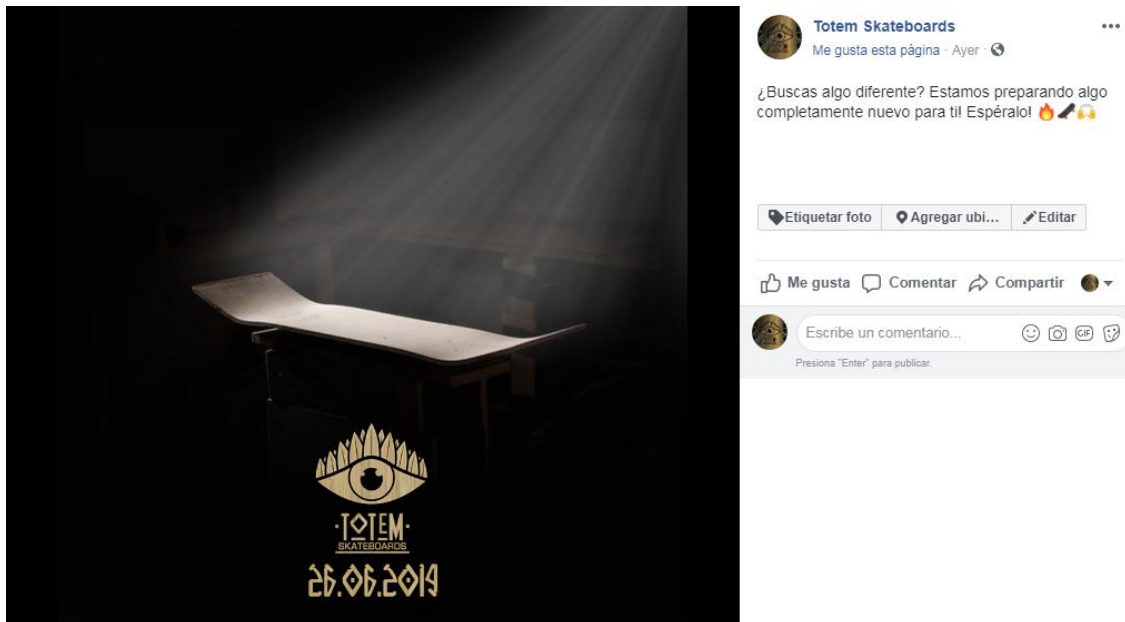 ·TOTEM·
SKATEBOARDS
26.06.2019
Totem Skateboards
Me gusta esta página · Ayer ·
¿Buscas algo diferente? Estamos preparando algo
completamente nuevo para ti! Espéralo! 🔥🛹🙌
Etiquetar foto Agregar ubi... Editar
Me gusta Comentar Compartir
Escribe un comentario... GIF
Presiona "Enter" para publicar.